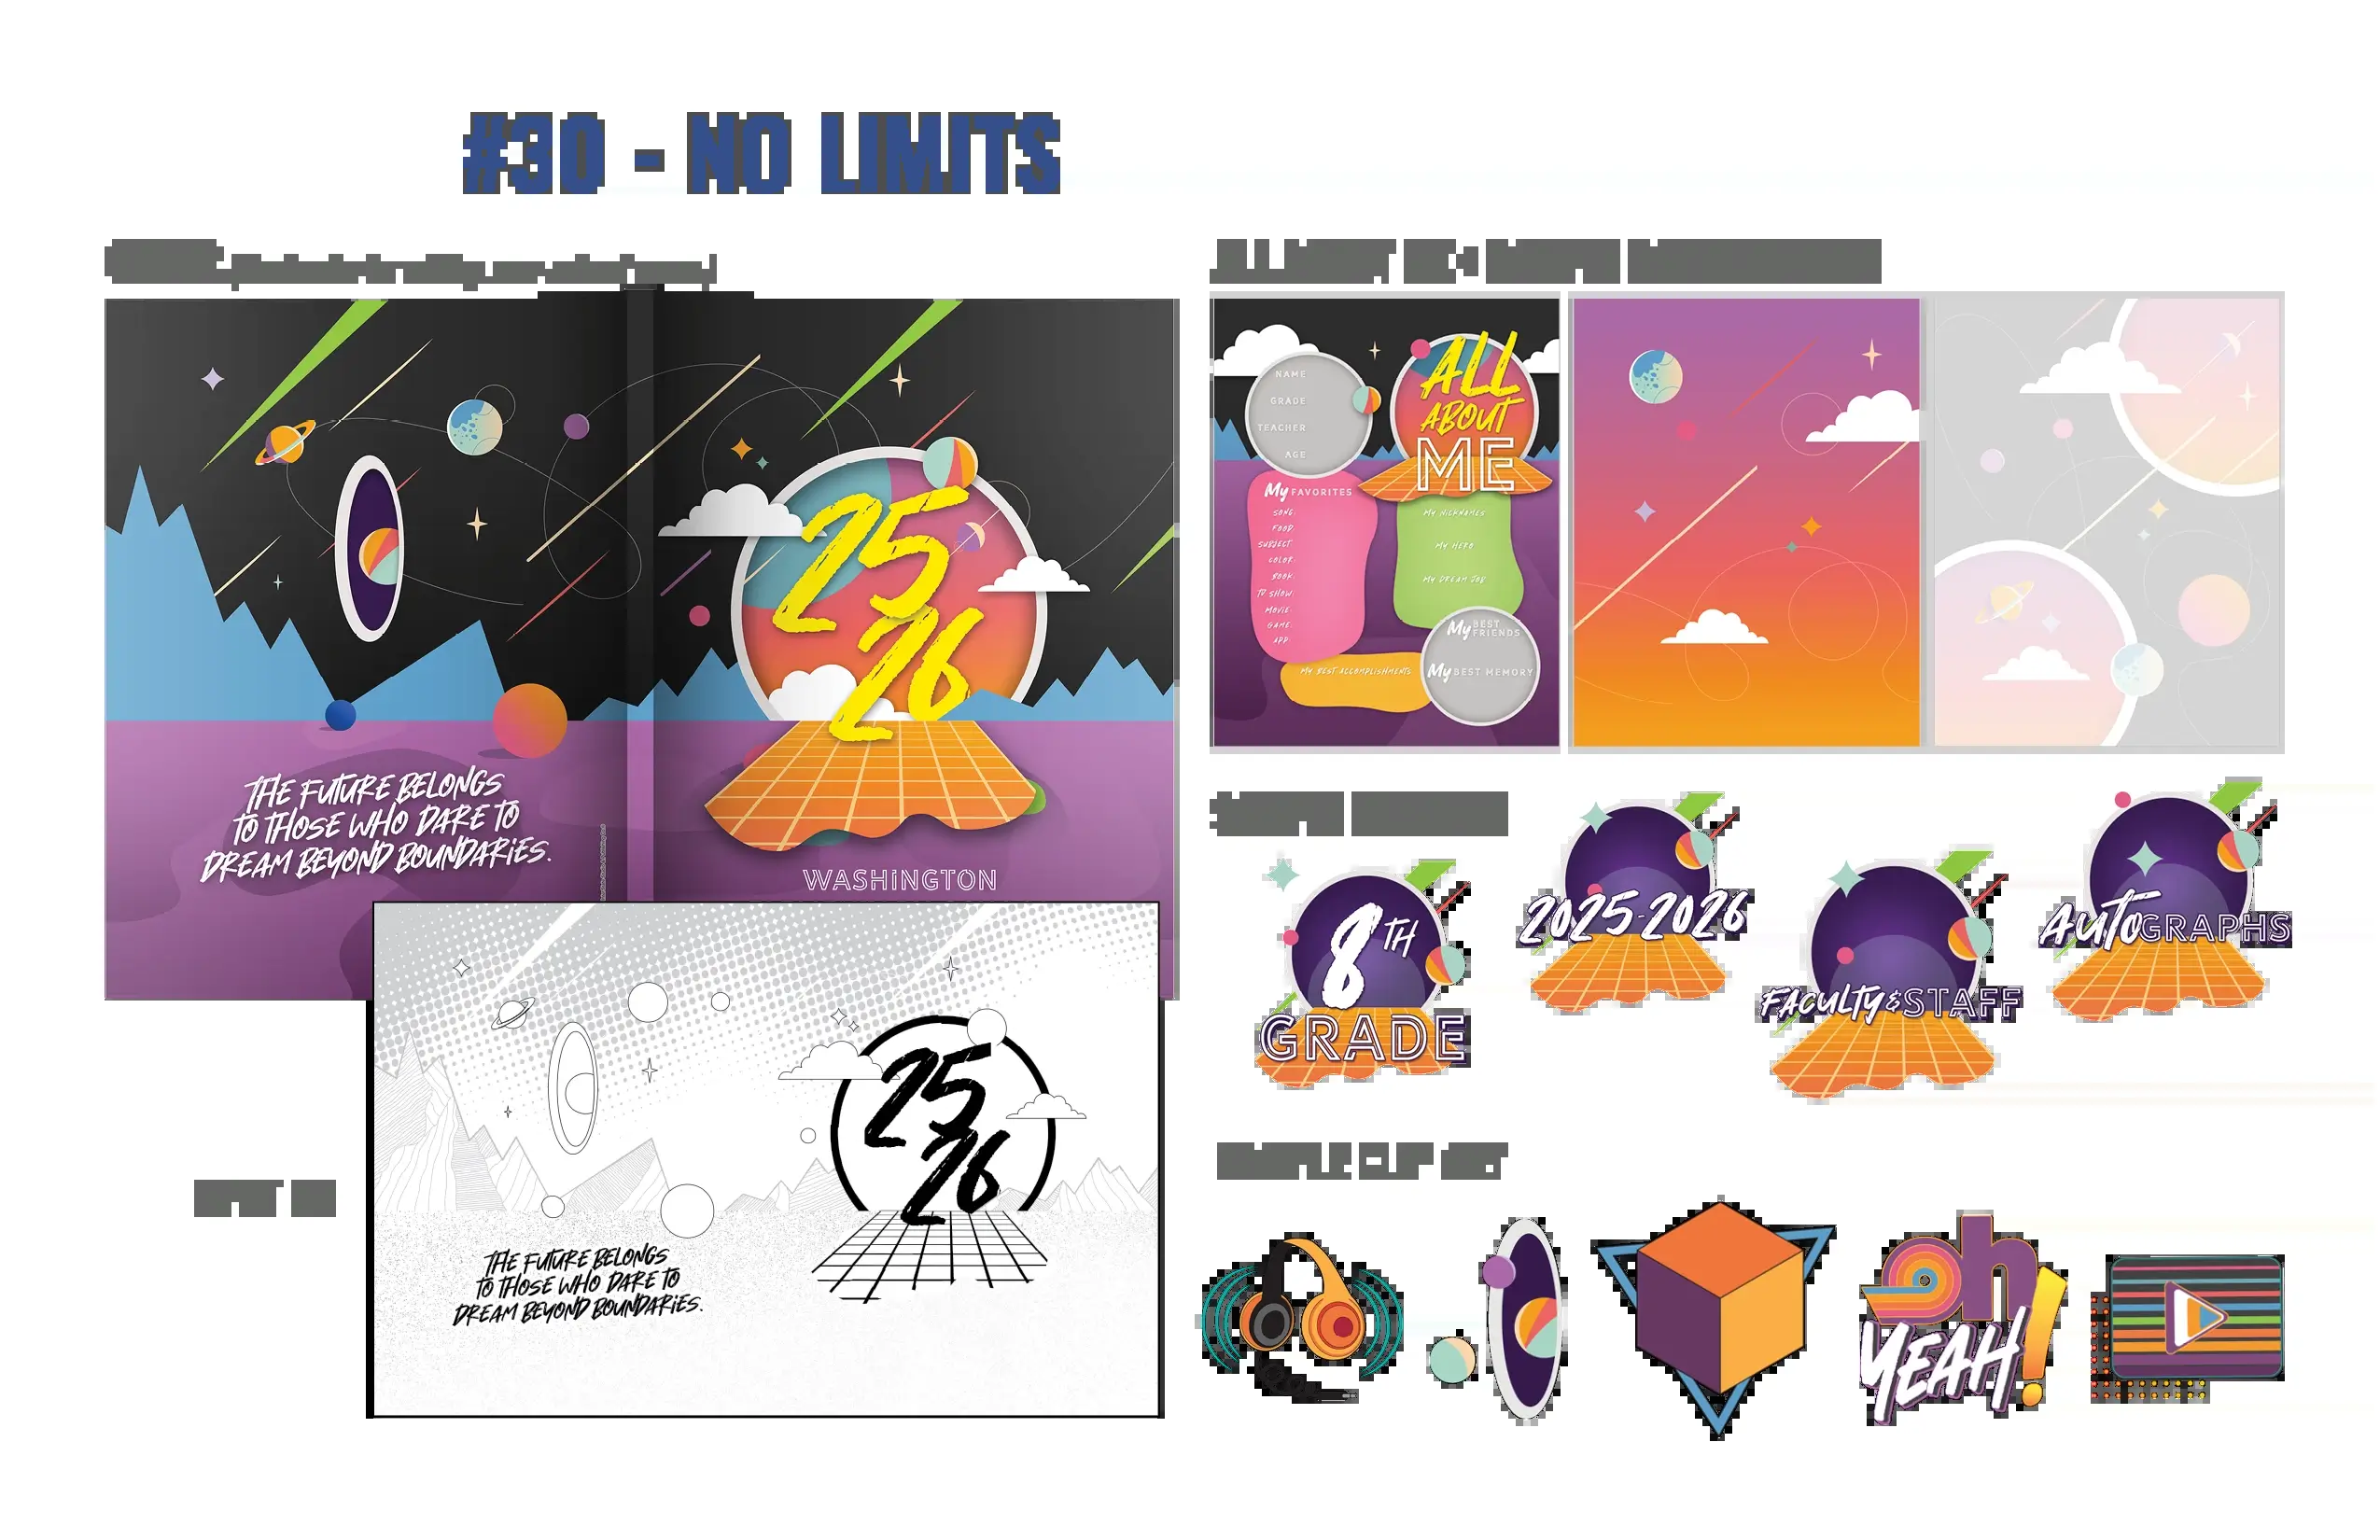 #30 - NO LIMITS
25
26
THE FUTURE BELONGS
TO THOSE WHO DARE TO
DREAM BEYOND BOUNDARIES.
WASHINGTON
25
26
THE FUTURE BELONGS
TO THOSE WHO DARE TO
DREAM BEYOND BOUNDARIES.
ALL
ABOUT
ME
NAME
GRADE
TEACHER
AGE
My FAVORITES
SONG
FOOD
SUBJECT
COLOR
BOOK
TV SHOW
MOVIE
GAME
APP
MY NICKNAMES
MY HERO
MY DREAM JOB
My BEST
FRIENDS
MY BEST ACCOMPLISHMENTS
My BEST MEMORY
8TH
GRADE
2025-2026
FACULTY & STAFF
AUTOGRAPHS
oh
YEAH!